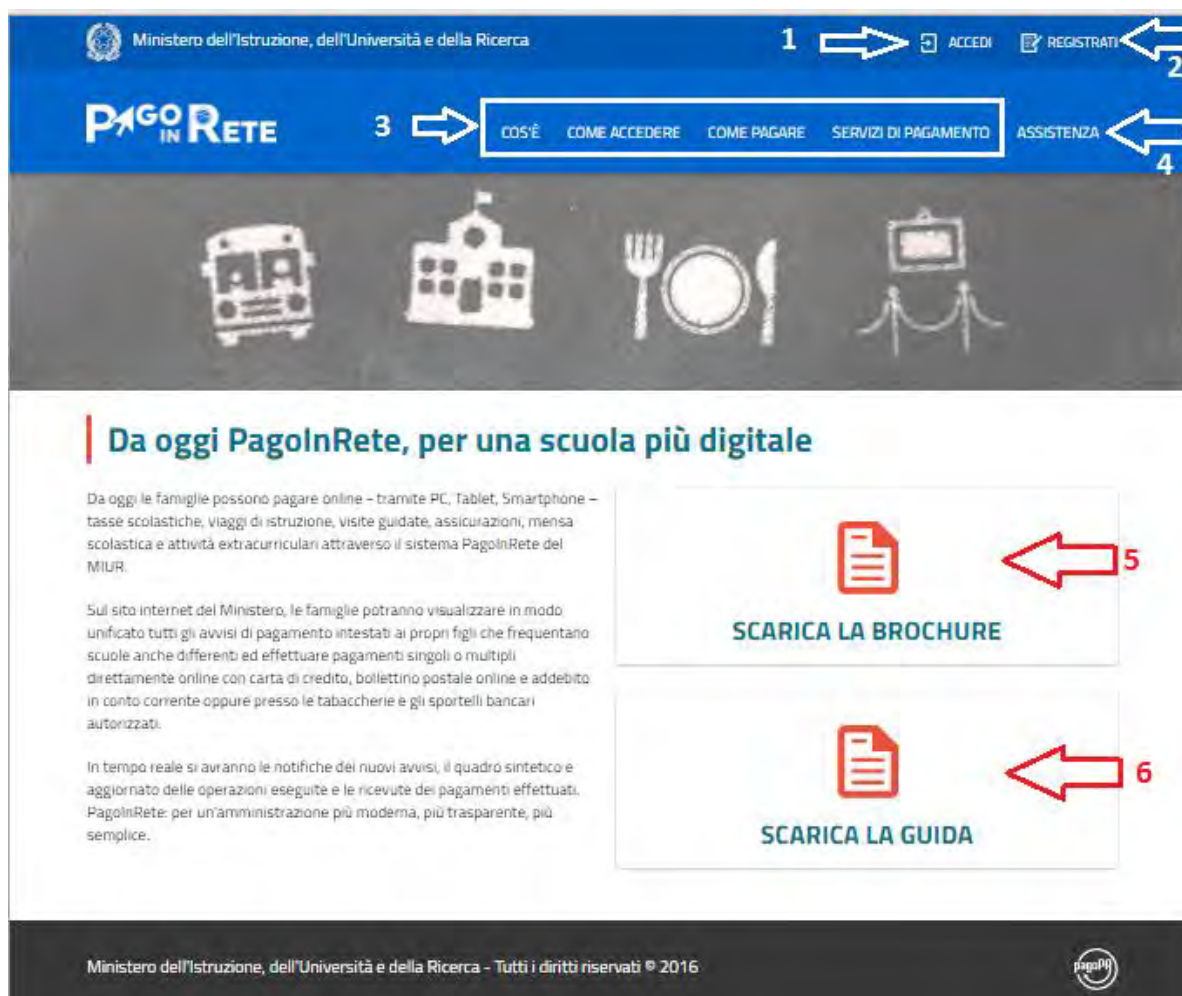 Ministero dell'Istruzione, dell'Università e della Ricerca
1
ACCEDI
REGISTRATI
2
PAGO IN RETE
3
COS'È
COME ACCEDERE
COME PAGARE
SERVIZI DI PAGAMENTO
ASSISTENZA
4
Da oggi PagoInRete, per una scuola più digitale
Da oggi le famiglie possono pagare online – tramite PC, Tablet, Smartphone –
tasse scolastiche, viaggi di istruzione, visite guidate, assicurazioni, mensa
scolastica e attività extracurriculari attraverso il sistema PagoInRete del
MIUR.
Sul sito internet del Ministero, le famiglie potranno visualizzare in modo
unificato tutti gli avvisi di pagamento intestati ai propri figli che frequentano
scuole anche differenti ed effettuare pagamenti singoli o multipli
direttamente online con carta di credito, bollettino postale online e addebito
in conto corrente oppure presso le tabaccherie e gli sportelli bancari
autorizzati.
In tempo reale si avranno le notifiche dei nuovi avvisi, il quadro sintetico e
aggiornato delle operazioni eseguite e le ricevute dei pagamenti effettuati.
PagoInRete: per un'amministrazione più moderna, più trasparente, più
semplice.
5
SCARICA LA BROCHURE
6
SCARICA LA GUIDA
Ministero dell'Istruzione, dell'Università e della Ricerca - Tutti i diritti riservati © 2016
pagoPA